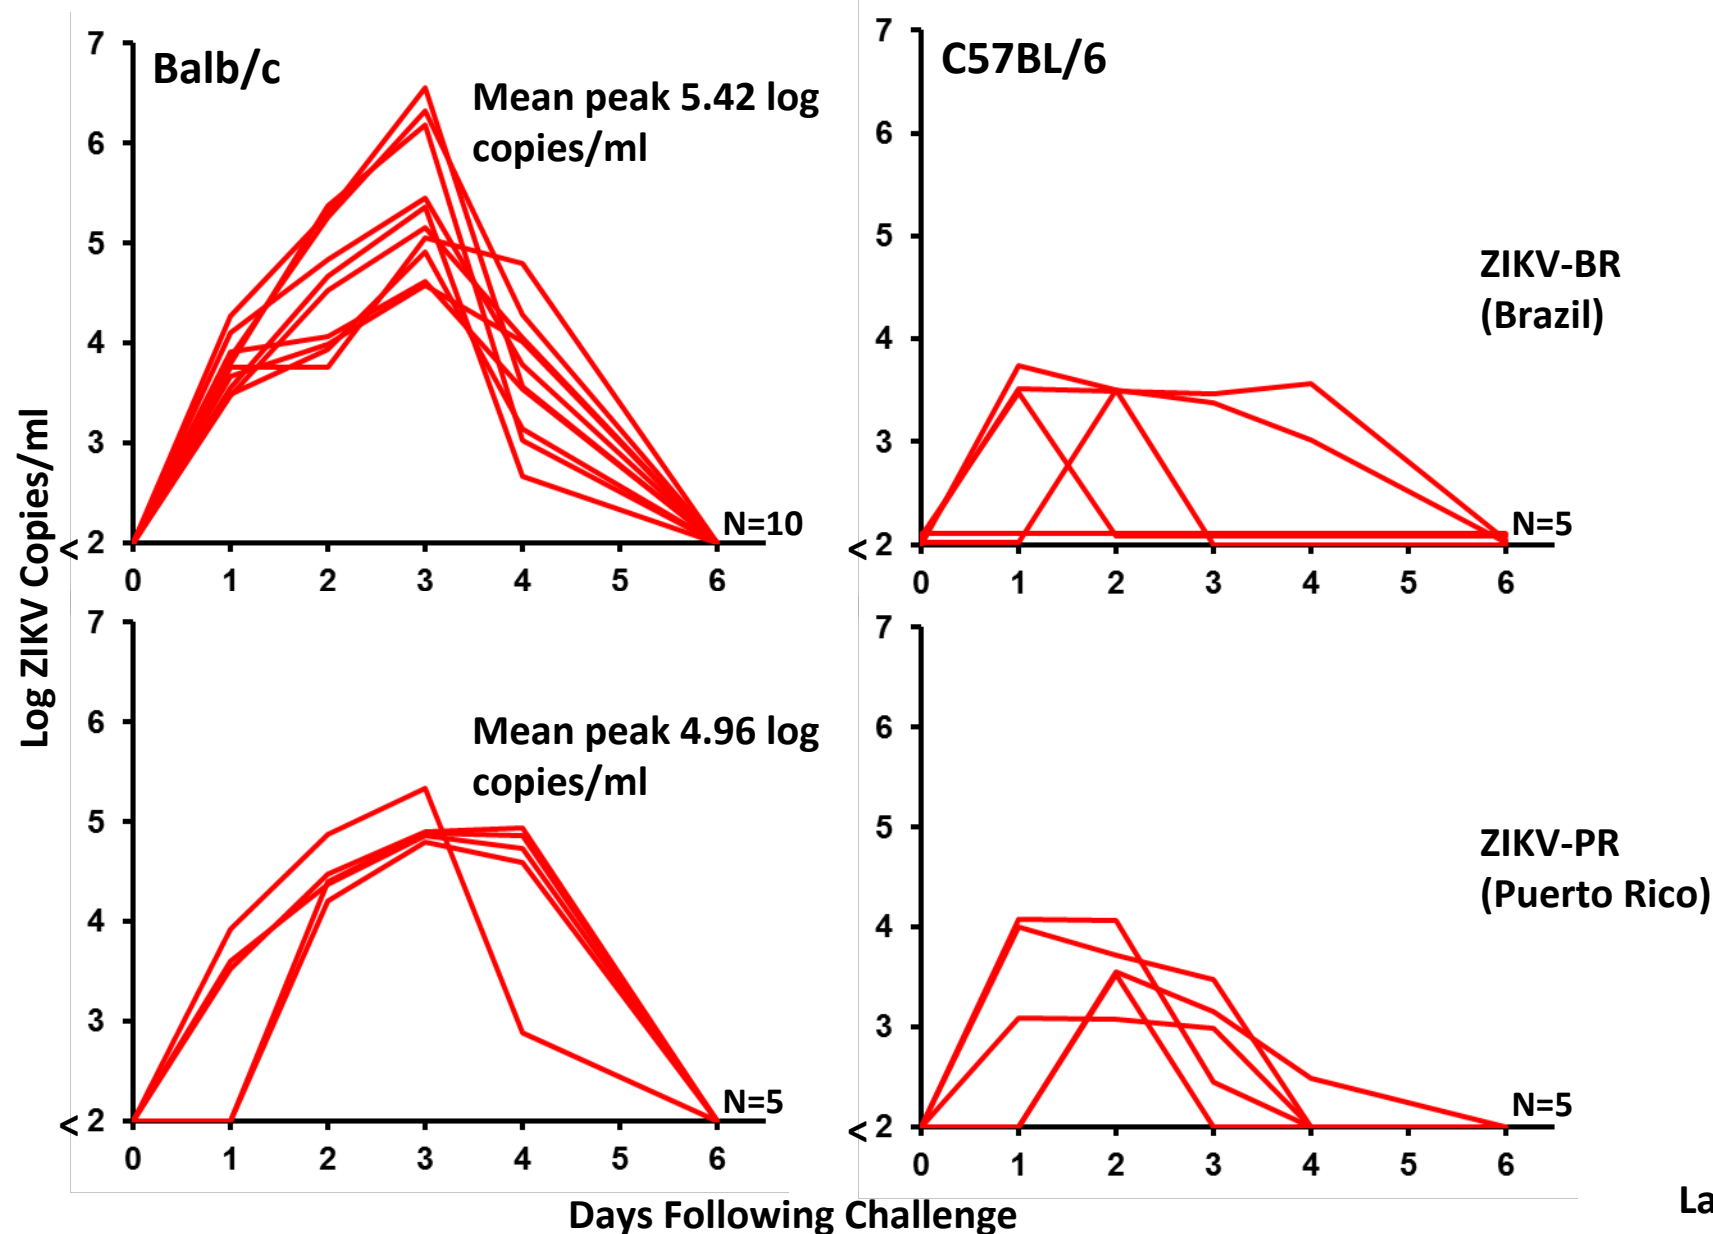 Log ZIKV Copies/ml
Balb/c
Mean peak 5.42 log
copies/ml
7
6
5
4
3
< 2
N=10
0 1 2 3 4 5 6
C57BL/6
7
6
5
4
3
< 2
N=5
0 1 2 3 4 5 6
ZIKV-BR
(Brazil)
Mean peak 4.96 log
copies/ml
7
6
5
4
3
< 2
N=5
0 1 2 3 4 5 6
7
6
5
4
3
< 2
N=5
0 1 2 3 4 5 6
ZIKV-PR
(Puerto Rico)
Days Following Challenge
La